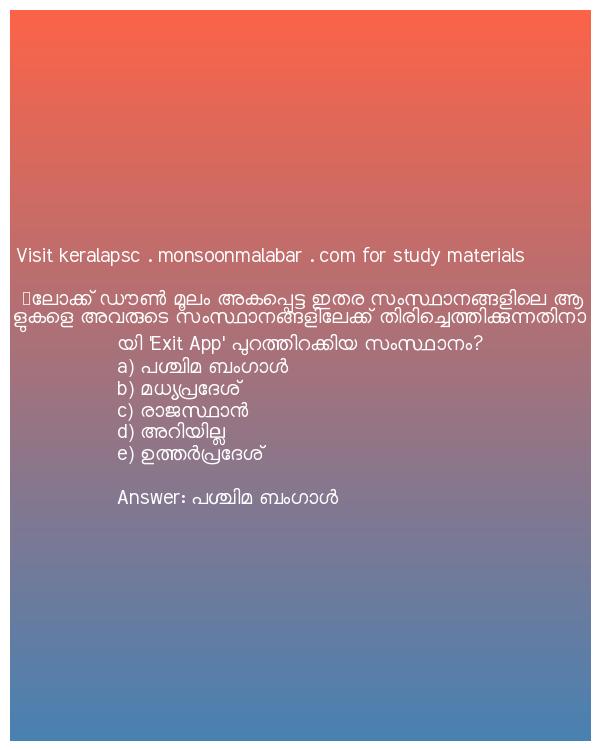 Visit keralapsc . monsoonmalabar . com for study materials
ലോക്ക് ഡൗൺ മൂലം അകപ്പെട്ട ഇതര സംസ്ഥാനങ്ങളിലെ ആ
ളുകളെ അവരുടെ സംസ്ഥാനങ്ങളിലേക്ക് തിരിച്ചെത്തിക്കുന്നതിനാ
യി 'Exit App' പുറത്തിറക്കിയ സംസ്ഥാനം?
a) പശ്ചിമ ബംഗാൾ
b) മധ്യപ്രദേശ്
c) രാജസ്ഥാൻ
d) അറിയില്ല
e) ഉത്തർപ്രദേശ്
Answer: പശ്ചിമ ബംഗാൾ